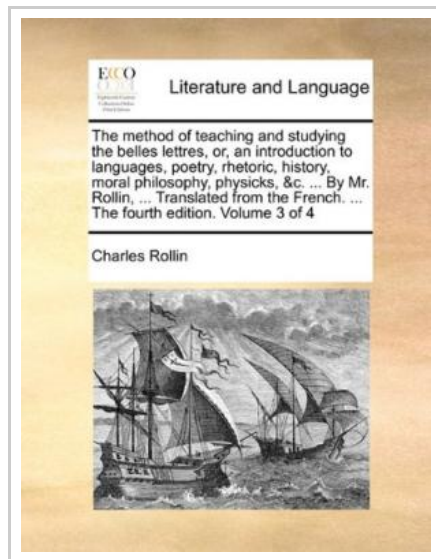 ECCO
Literature and Language
The method of teaching and studying
the belles lettres, or, an introduction to
languages, poetry, rhetoric, history,
moral philosophy, physicks, &c. ... By Mr.
Rollin, ... Translated from the French. ...
The fourth edition. Volume 3 of 4
Charles Rollin